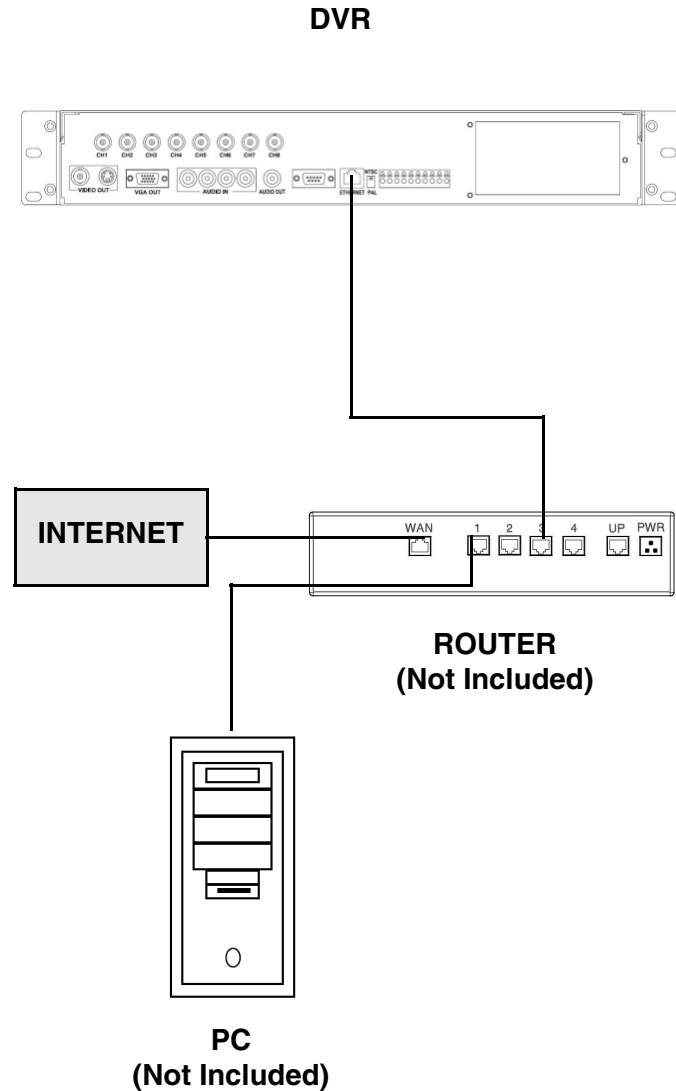 DVR
CH1 CH2 CH3 CH4 CH5 CH6 CH7 CH8
VIDEO OUT VGA OUT AUDIO IN AUDIO OUT ETHERNET NTSC PAL
INTERNET
WAN 1 2 3 4 UP PWR
ROUTER
(Not Included)
PC
(Not Included)